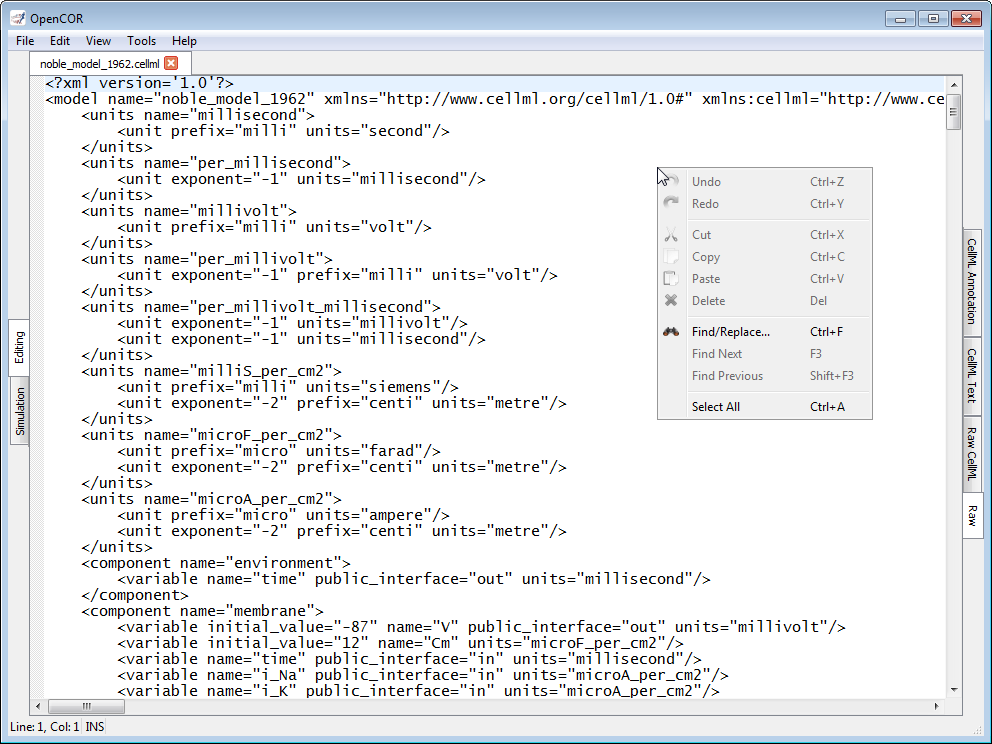 OpenCOR
File Edit View Tools Help
noble_model_1962.cellml
<?xml version='1.0'?>
<model name="noble_model_1962" xmlns="http://www.cellml.org/cellml/1.0#" xmlns:cellml="http://www.ce
<units name="millisecond">
<unit prefix="milli" units="second"/>
</units>
<units name="per_millisecond">
<unit exponent="-1" units="millisecond"/>
</units>
<units name="millivolt">
<unit prefix="milli" units="volt"/>
</units>
<units name="per_millivolt">
<unit exponent="-1" prefix="milli" units="volt"/>
</units>
<units name="per_millivolt_millisecond">
<unit exponent="-1" units="millivolt"/>
<unit exponent="-1" units="millisecond"/>
</units>
<units name="milliS_per_cm2">
<unit prefix="milli" units="siemens"/>
<unit exponent="-2" prefix="centi" units="metre"/>
</units>
<units name="microF_per_cm2">
<unit prefix="micro" units="farad"/>
<unit exponent="-2" prefix="centi" units="metre"/>
</units>
<units name="microA_per_cm2">
<unit prefix="micro" units="ampere"/>
<unit exponent="-2" prefix="centi" units="metre"/>
</units>
<component name="environment">
<variable name="time" public_interface="out" units="millisecond"/>
</component>
<component name="membrane">
<variable initial_value="-87" name="V" public_interface="out" units="millivolt"/>
<variable initial_value="12" name="Cm" units="microF_per_cm2"/>
<variable name="time" public_interface="in" units="millisecond"/>
<variable name="i_Na" public_interface="in" units="microA_per_cm2"/>
<variable name="i_K" public_interface="in" units="microA_per_cm2"/>
Undo Ctrl+Z
Redo Ctrl+Y
Cut Ctrl+X
Copy Ctrl+C
Paste Ctrl+V
Delete Del
Find/Replace... Ctrl+F
Find Next F3
Find Previous Shift+F3
Select All Ctrl+A
Editing
Simulation
CellML Annotation
CellML Text
Raw CellML
Raw
Line: 1, Col: 1 INS